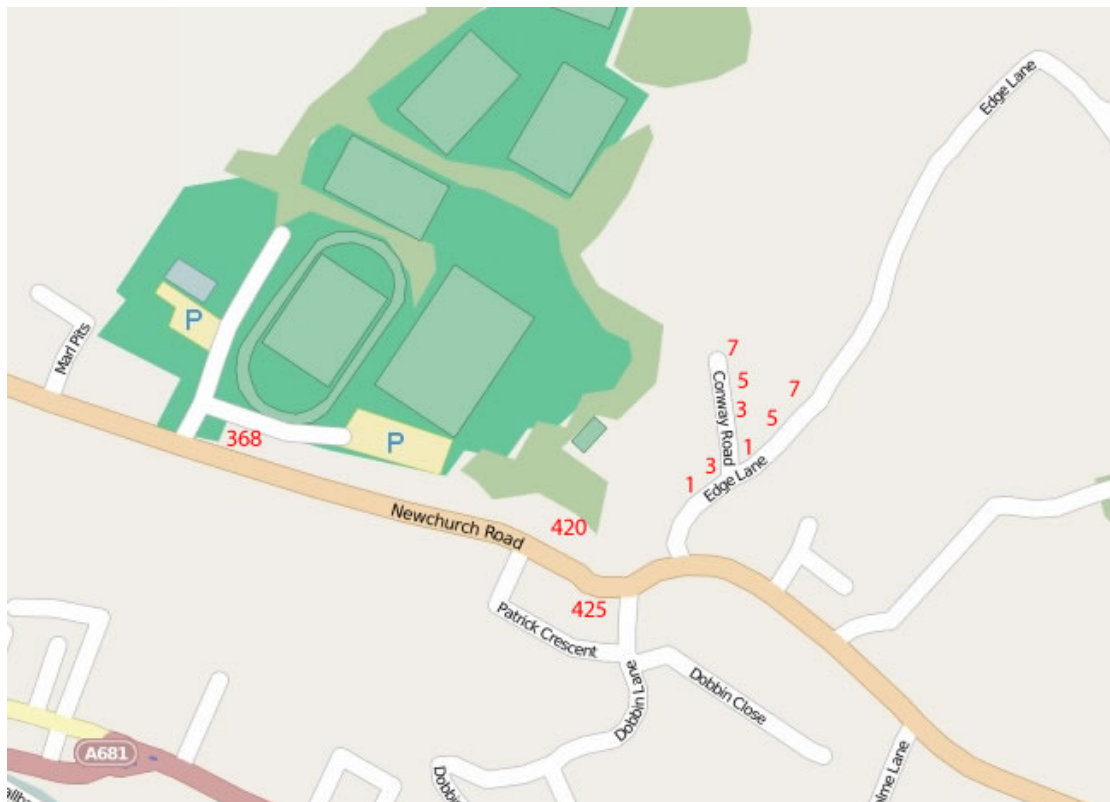 Edge Lane
Marl Pits
P
7
Conway Road
5
7
3
5
368
P
1
3
Edge Lane
1
Newchurch Road
420
425
Patrick Crescent
Dobbin Lane
Dobbin Close
A681